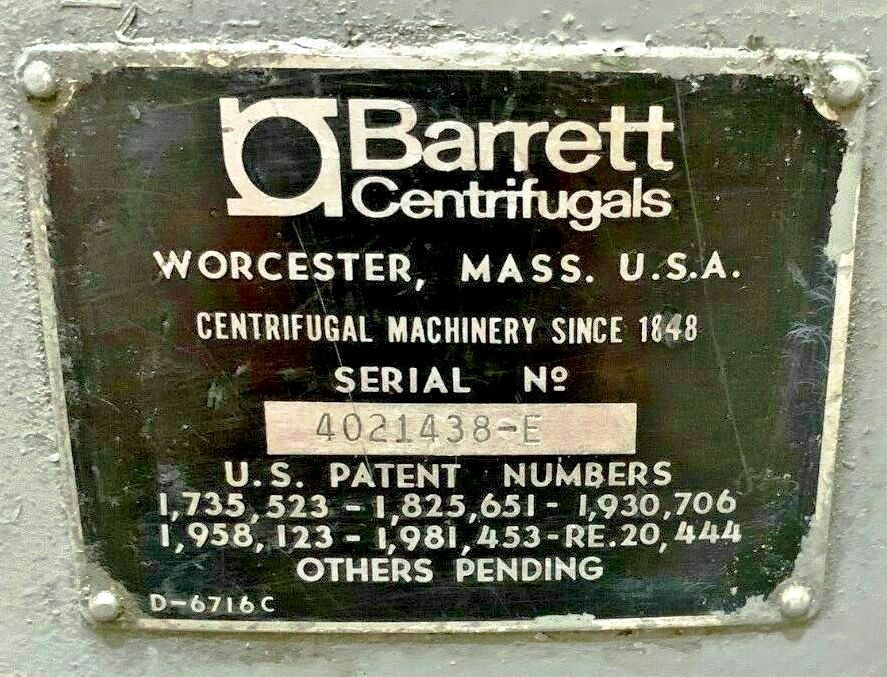 Barrett
Centrifugals
WORCESTER, MASS. U.S.A.
CENTRIFUGAL MACHINERY SINCE 1848
SERIAL Nº
4021438-E
U.S. PATENT NUMBERS
1,735,523 - 1,825,651 - 1,930,706
1,958,123 - 1,981,453-RE.20,444
OTHERS PENDING
D-6716C